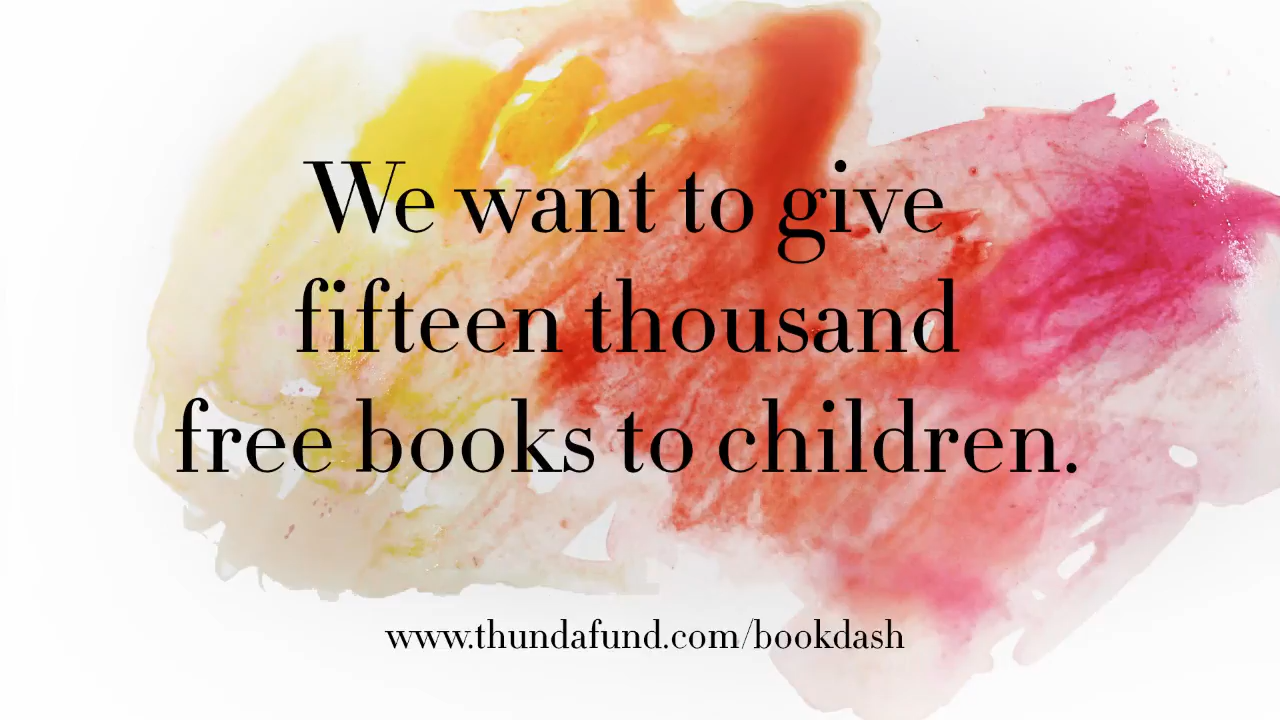 We want to give
fifteen thousand
free books to children.
www.thundafund.com/bookdash